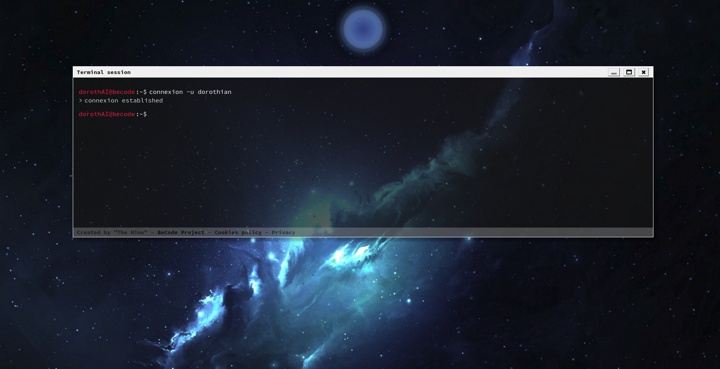 Terminal session
dorothAI@becode:~$ connexion -u dorothian
> connexion established
dorothAI@becode:~$
Created by "The Hive" - BeCode Project - Cookies policy - Privacy